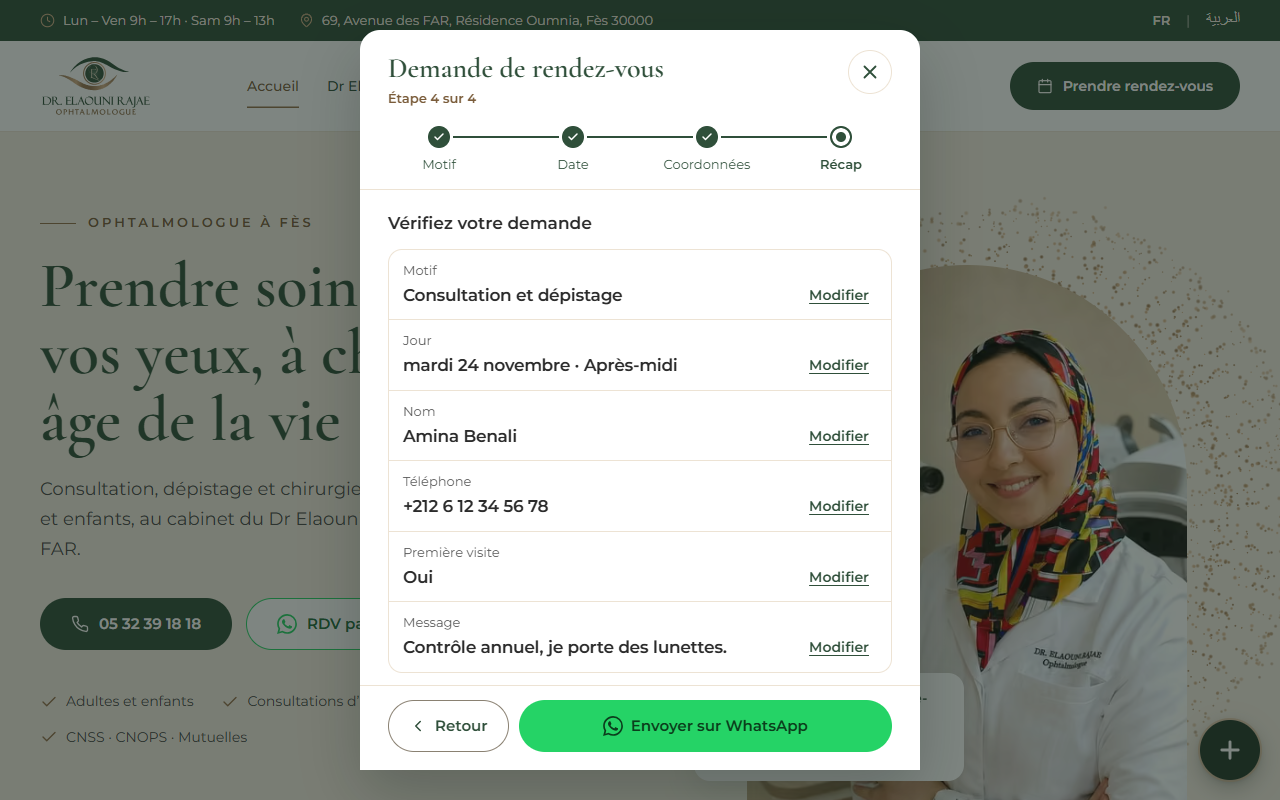 Lun – Ven 9h – 17h · Sam 9h – 13h
69, Avenue des FAR, Résidence Oumnia, Fès 30000
FR | العربية
DR. ELAOUNI RAJAE
OPHTALMOLOGUE
Accueil
Dr El
Prendre rendez-vous
Demande de rendez-vous
Étape 4 sur 4
Motif
Date
Coordonnées
Récap
OPHTALMOLOGUE À FÈS
Prendre soin
vos yeux, à ch
âge de la vie
Consultation, dépistage et chirurgie
et enfants, au cabinet du Dr Elaoun
FAR.
05 32 39 18 18
RDV pa
Adultes et enfants
Consultations d'
CNSS · CNOPS · Mutuelles
Vérifiez votre demande
Motif
Consultation et dépistage
Modifier
Jour
mardi 24 novembre · Après-midi
Modifier
Nom
Amina Benali
Modifier
Téléphone
+212 6 12 34 56 78
Modifier
Première visite
Oui
Modifier
Message
Contrôle annuel, je porte des lunettes.
Modifier
Retour
Envoyer sur WhatsApp
DR. ELAOUNI RAJAE
Ophtalmologue